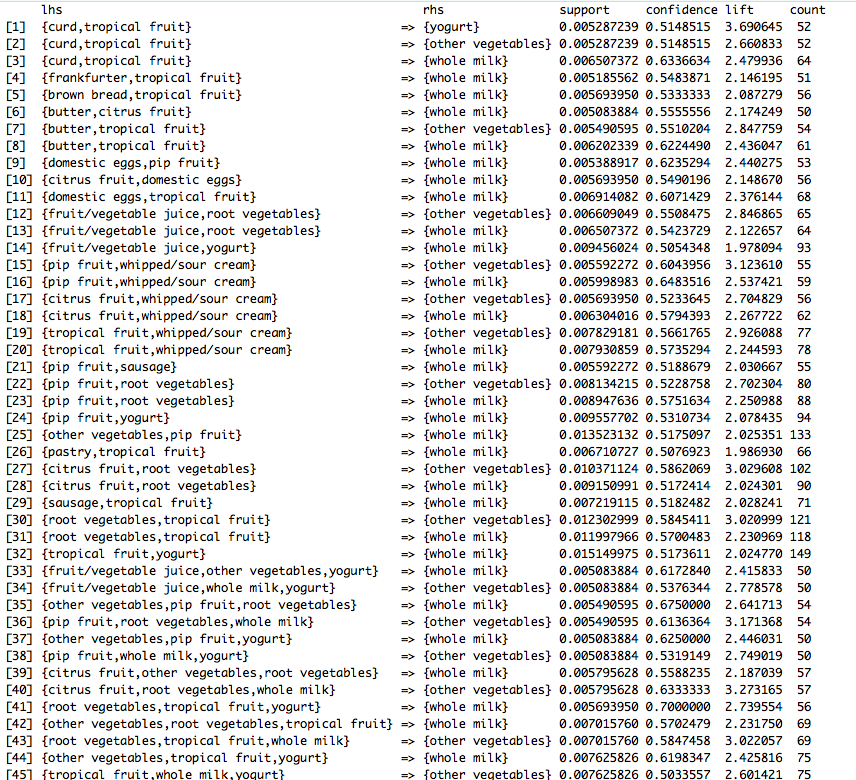 lhs rhs support confidence lift count
[1] {curd,tropical fruit} => {yogurt} 0.005287239 0.5148515 3.690645 52
[2] {curd,tropical fruit} => {other vegetables} 0.005287239 0.5148515 2.660833 52
[3] {curd,tropical fruit} => {whole milk} 0.006507372 0.6336634 2.479936 64
[4] {frankfurter,tropical fruit} => {whole milk} 0.005185562 0.5483871 2.146195 51
[5] {brown bread,tropical fruit} => {whole milk} 0.005693950 0.5333333 2.087279 56
[6] {butter,citrus fruit} => {whole milk} 0.005083884 0.5555556 2.174249 50
[7] {butter,tropical fruit} => {other vegetables} 0.005490595 0.5510204 2.847759 54
[8] {butter,tropical fruit} => {whole milk} 0.006202339 0.6224490 2.436047 61
[9] {domestic eggs,pip fruit} => {whole milk} 0.005388917 0.6235294 2.440275 53
[10] {citrus fruit,domestic eggs} => {whole milk} 0.005693950 0.5490196 2.148670 56
[11] {domestic eggs,tropical fruit} => {whole milk} 0.006914082 0.6071429 2.376144 68
[12] {fruit/vegetable juice,root vegetables} => {other vegetables} 0.006609049 0.5508475 2.846865 65
[13] {fruit/vegetable juice,root vegetables} => {whole milk} 0.006507372 0.5423729 2.122657 64
[14] {fruit/vegetable juice,yogurt} => {whole milk} 0.009456024 0.5054348 1.978094 93
[15] {pip fruit,whipped/sour cream} => {other vegetables} 0.005592272 0.6043956 3.123610 55
[16] {pip fruit,whipped/sour cream} => {whole milk} 0.005998983 0.6483516 2.537421 59
[17] {citrus fruit,whipped/sour cream} => {other vegetables} 0.005693950 0.5233645 2.704829 56
[18] {citrus fruit,whipped/sour cream} => {whole milk} 0.006304016 0.5794393 2.267722 62
[19] {tropical fruit,whipped/sour cream} => {other vegetables} 0.007829181 0.5661765 2.926088 77
[20] {tropical fruit,whipped/sour cream} => {whole milk} 0.007930859 0.5735294 2.244593 78
[21] {pip fruit,sausage} => {whole milk} 0.005592272 0.5188679 2.030667 55
[22] {pip fruit,root vegetables} => {other vegetables} 0.008134215 0.5228758 2.702304 80
[23] {pip fruit,root vegetables} => {whole milk} 0.008947636 0.5751634 2.250988 88
[24] {pip fruit,yogurt} => {whole milk} 0.009557702 0.5310734 2.078435 94
[25] {other vegetables,pip fruit} => {whole milk} 0.013523132 0.5175097 2.025351 133
[26] {pastry,tropical fruit} => {whole milk} 0.006710727 0.5076923 1.986930 66
[27] {citrus fruit,root vegetables} => {other vegetables} 0.010371124 0.5862069 3.029608 102
[28] {citrus fruit,root vegetables} => {whole milk} 0.009150991 0.5172414 2.024301 90
[29] {sausage,tropical fruit} => {whole milk} 0.007219115 0.5182482 2.028241 71
[30] {root vegetables,tropical fruit} => {other vegetables} 0.012302999 0.5845411 3.020999 121
[31] {root vegetables,tropical fruit} => {whole milk} 0.011997966 0.5700483 2.230969 118
[32] {tropical fruit,yogurt} => {whole milk} 0.015149975 0.5173611 2.024770 149
[33] {fruit/vegetable juice,other vegetables,yogurt} => {whole milk} 0.005083884 0.6172840 2.415833 50
[34] {fruit/vegetable juice,whole milk,yogurt} => {other vegetables} 0.005083884 0.5376344 2.778578 50
[35] {other vegetables,pip fruit,root vegetables} => {whole milk} 0.005490595 0.6750000 2.641713 54
[36] {pip fruit,root vegetables,whole milk} => {other vegetables} 0.005490595 0.6136364 3.171368 54
[37] {other vegetables,pip fruit,yogurt} => {whole milk} 0.005083884 0.6250000 2.446031 50
[38] {pip fruit,whole milk,yogurt} => {other vegetables} 0.005083884 0.5319149 2.749019 50
[39] {citrus fruit,other vegetables,root vegetables} => {whole milk} 0.005795628 0.5588235 2.187039 57
[40] {citrus fruit,root vegetables,whole milk} => {other vegetables} 0.005795628 0.6333333 3.273165 57
[41] {root vegetables,tropical fruit,yogurt} => {whole milk} 0.005693950 0.7000000 2.739554 56
[42] {other vegetables,root vegetables,tropical fruit} => {whole milk} 0.007015760 0.5702479 2.231750 69
[43] {root vegetables,tropical fruit,whole milk} => {other vegetables} 0.007015760 0.5847458 3.022057 69
[44] {other vegetables,tropical fruit,yogurt} => {whole milk} 0.007625826 0.6198347 2.425816 75
[45] {tropical fruit,whole milk,yogurt} => {other vegetables} 0.007625826 0.5033557 2.601421 75